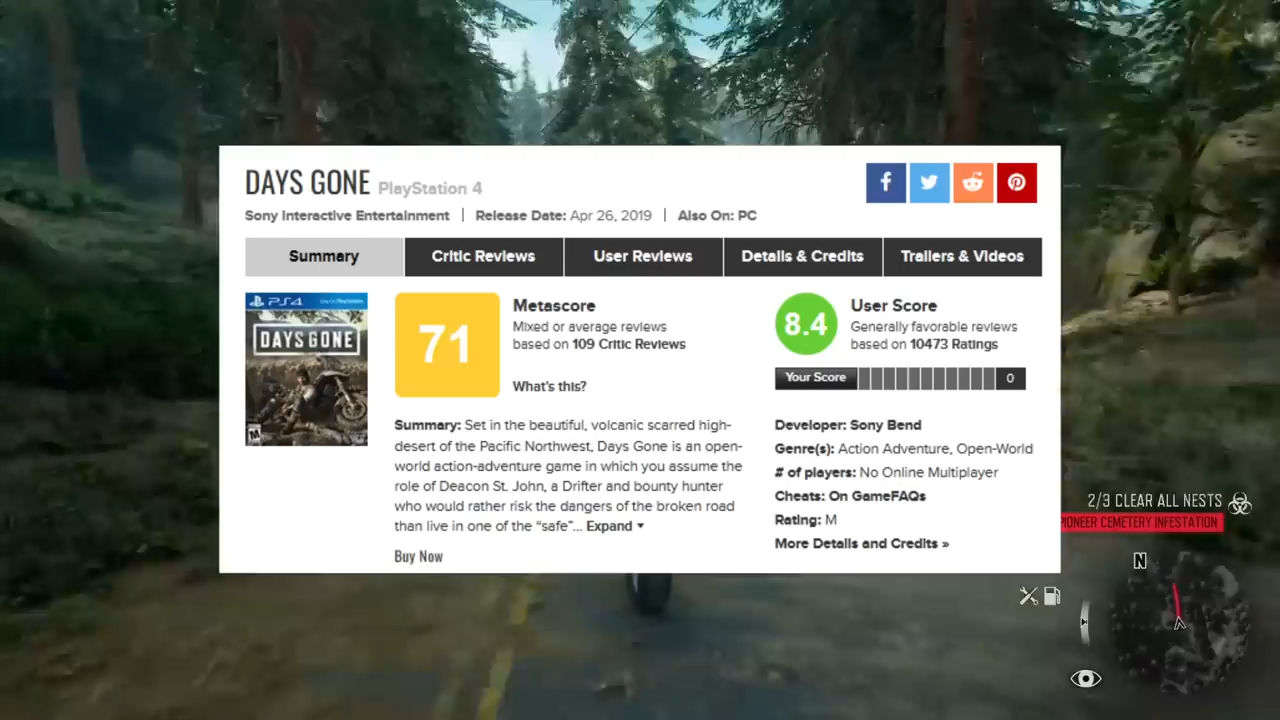 DAYS GONE PlayStation 4
Sony Interactive Entertainment | Release Date: Apr 26, 2019 | Also On: PC
Summary Critic Reviews User Reviews Details & Credits Trailers & Videos
PS4
DAYS GONE
M
71
Metascore
Mixed or average reviews
based on 109 Critic Reviews
What's this?
Summary: Set in the beautiful, volcanic scarred high-
desert of the Pacific Northwest, Days Gone is an open-
world action-adventure game in which you assume the
role of Deacon St. John, a Drifter and bounty hunter
who would rather risk the dangers of the broken road
than live in one of the “safe”... Expand
Buy Now
8.4
User Score
Generally favorable reviews
based on 10473 Ratings
Your Score 0
Developer: Sony Bend
Genre(s): Action Adventure, Open-World
# of players: No Online Multiplayer
Cheats: On GameFAQs
Rating: M
More Details and Credits »
2/3 CLEAR ALL NESTS
PIONEER CEMETERY INFESTATION
N